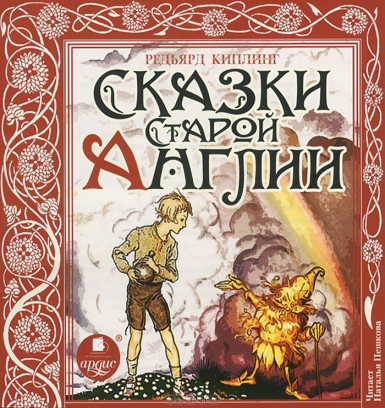 Редьярд Киплинг
Сказки
Старой
Англии
ардис
Читает
Наталья Пешкова